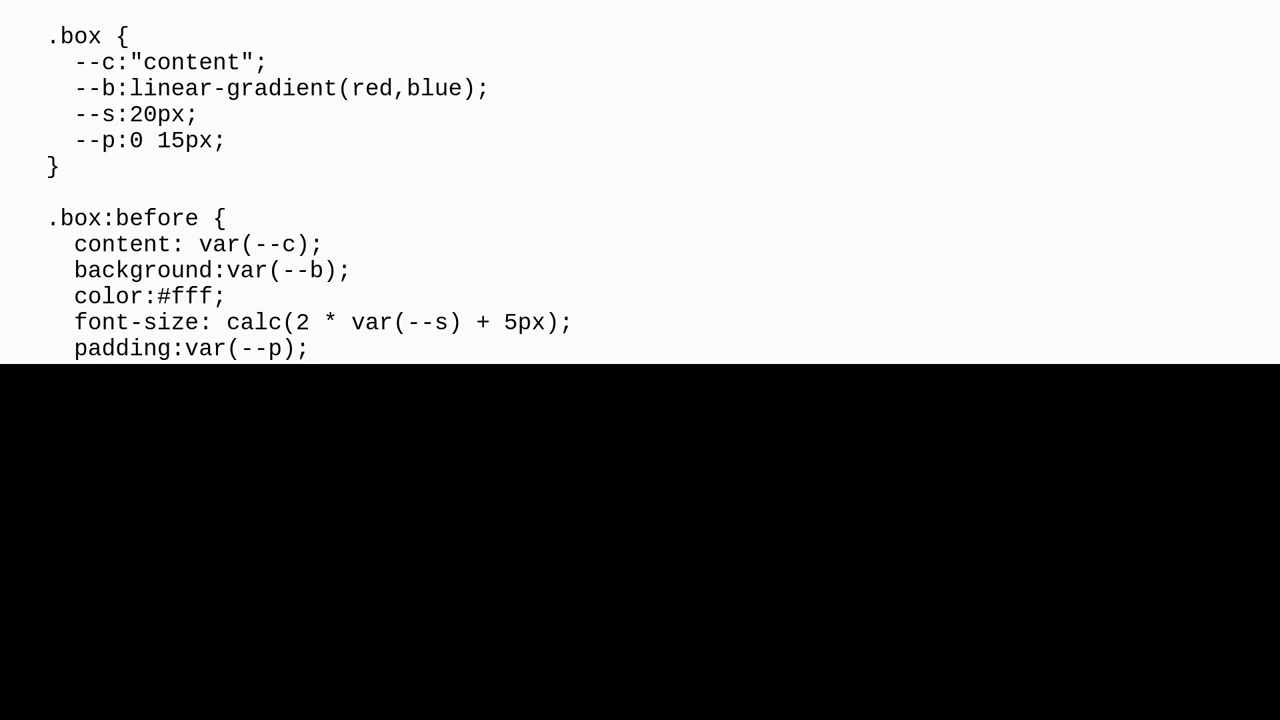 .box {
  --c:"content";
  --b:linear-gradient(red,blue);
  --s:20px;
  --p:0 15px;
}

.box:before {
  content: var(--c);
  background:var(--b);
  color:#fff;
  font-size: calc(2 * var(--s) + 5px);
  padding:var(--p);